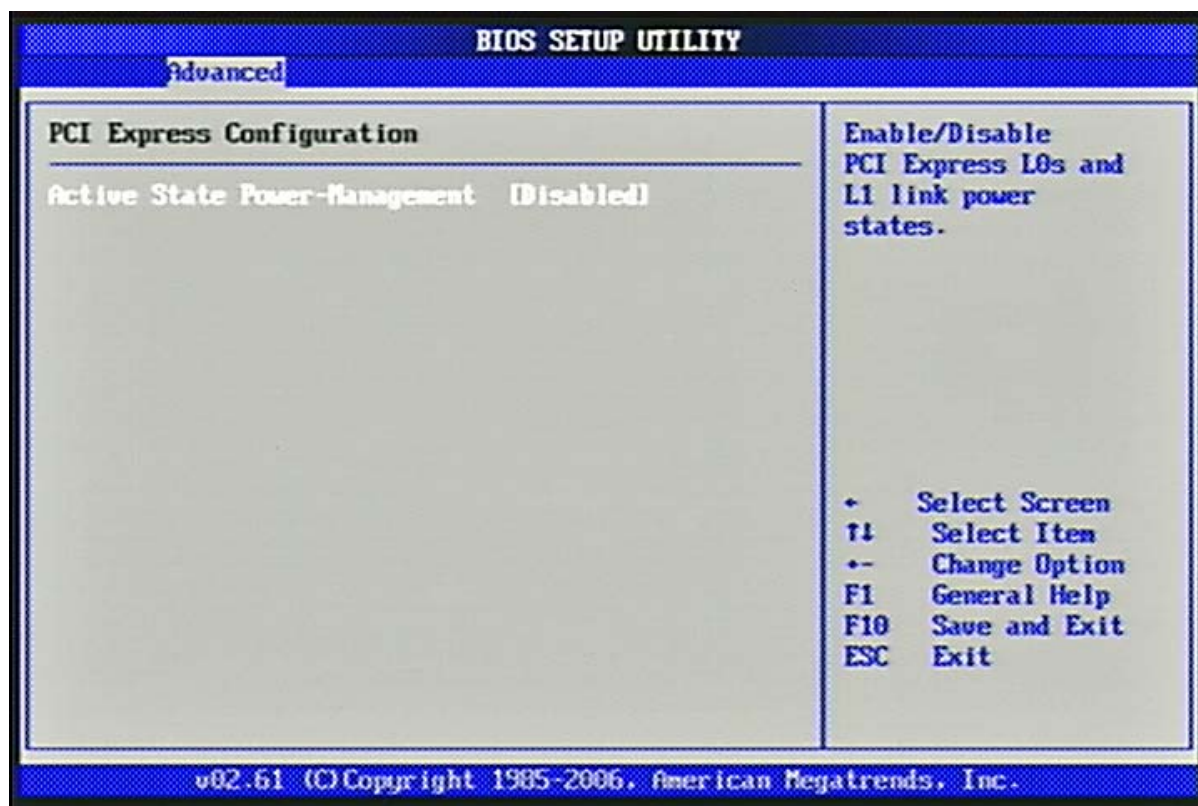 BIOS SETUP UTILITY
Advanced
PCI Express Configuration
Active State Power-Management [Disabled]
Enable/Disable
PCI Express L0s and
L1 link power
states.
← Select Screen
↑↓ Select Item
+- Change Option
F1 General Help
F10 Save and Exit
ESC Exit
v02.61 (C)Copyright 1985-2006, American Megatrends, Inc.